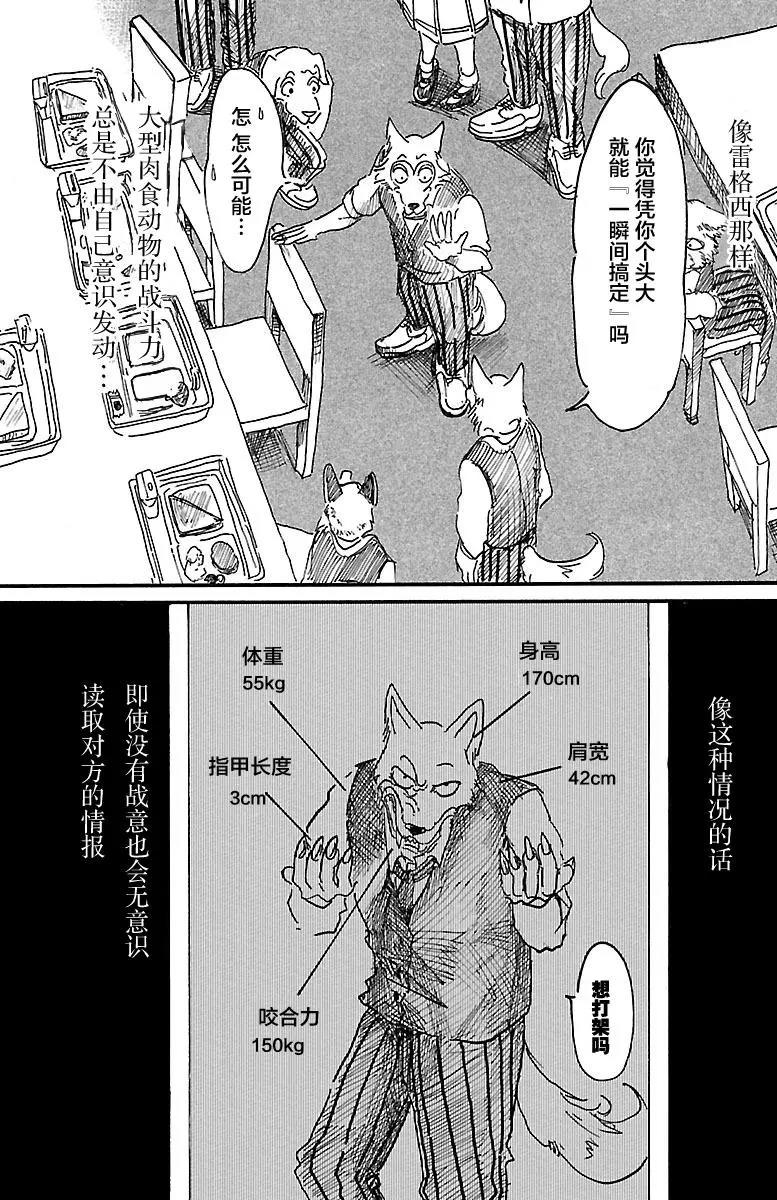 像雷格西那样
你觉得凭你个头大
就能『一瞬间搞定』吗
怎 怎么可能…
大型肉食动物的战斗力
总是不由自己意识发动…
像这种情况的话
身高
170cm
肩宽
42cm
体重
55kg
指甲长度
3cm
咬合力
150kg
想打架吗
即使没有战意也会无意识
读取对方的情报